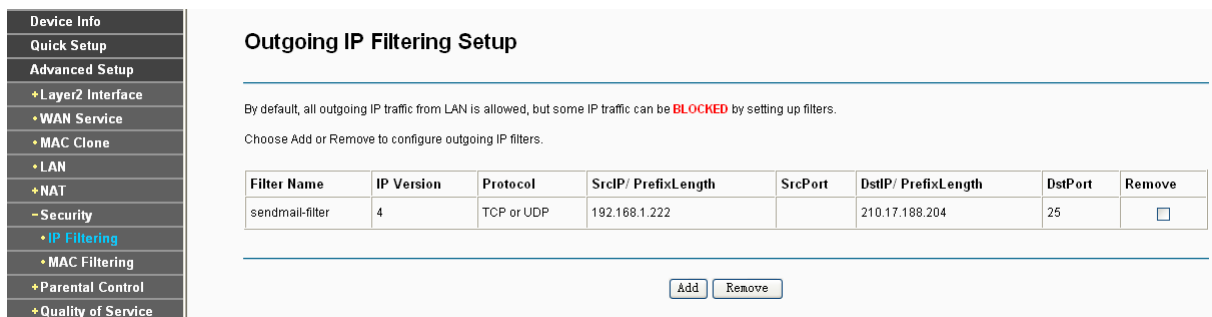 Device Info
Quick Setup
Advanced Setup
+Layer2 Interface
•WAN Service
•MAC Clone
•LAN
+NAT
−Security
•IP Filtering
•MAC Filtering
+Parental Control
+Quality of Service
Outgoing IP Filtering Setup
By default, all outgoing IP traffic from LAN is allowed, but some IP traffic can be BLOCKED by setting up filters.
Choose Add or Remove to configure outgoing IP filters.
Filter Name IP Version Protocol SrcIP/ PrefixLength SrcPort DstIP/ PrefixLength DstPort Remove
sendmail-filter 4 TCP or UDP 192.168.1.222 210.17.188.204 25
Add Remove